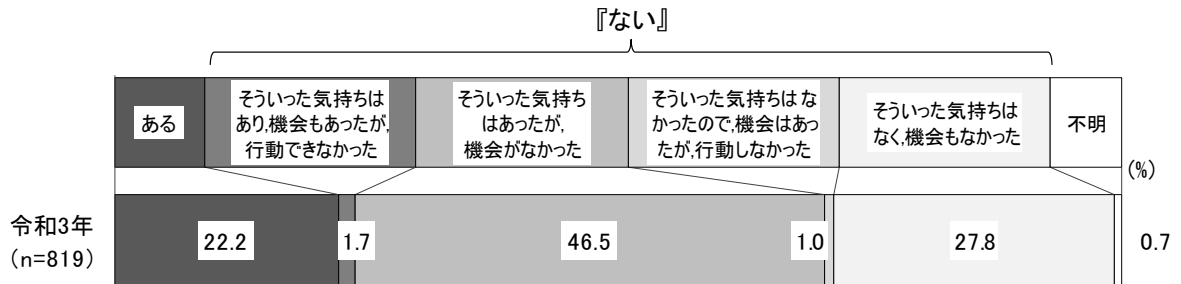 『ない』
ある
そういった気持ちは
あり,機会もあったが,
行動できなかった
そういった気持ち
はあったが,
機会がなかった
そういった気持ちはな
かったので,機会はあっ
たが,行動しなかった
そういった気持ちは
なく,機会もなかった
不明
(%)
令和3年
(n=819)
22.2
1.7
46.5
1.0
27.8
0.7